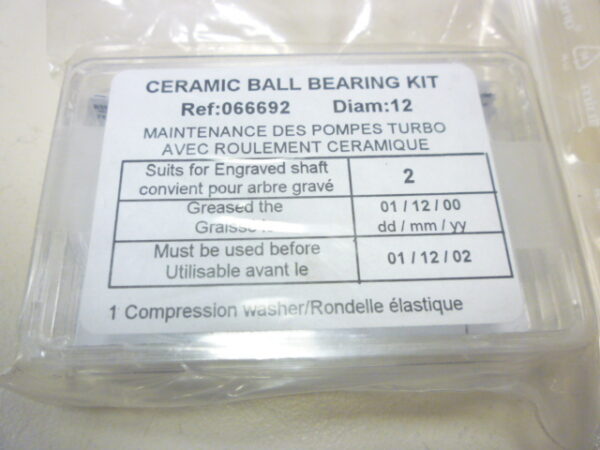 CERAMIC BALL BEARING KIT
Ref:066692 Diam:12
MAINTENANCE DES POMPES TURBO
AVEC ROULEMENT CERAMIQUE
Suits for Engraved shaft
convient pour arbre gravé
2
Greased the
Graissé
01 / 12 / 00
dd / mm / yy
Must be used before
Utilisable avant le
01 / 12 / 02
1 Compression washer/Rondelle élastique